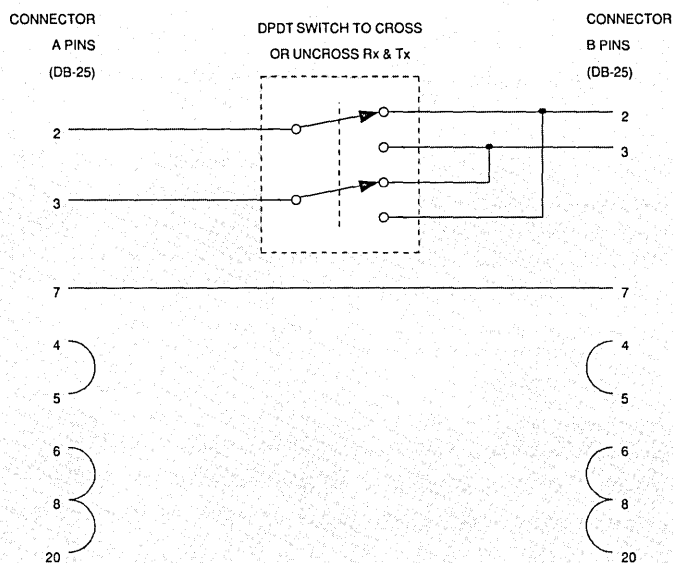 CONNECTOR
A PINS
(DB-25)
DPDT SWITCH TO CROSS
OR UNCROSS Rx & Tx
CONNECTOR
B PINS
(DB-25)
2
2
3
3
7
7
4
4
5
5
6
6
8
8
20
20